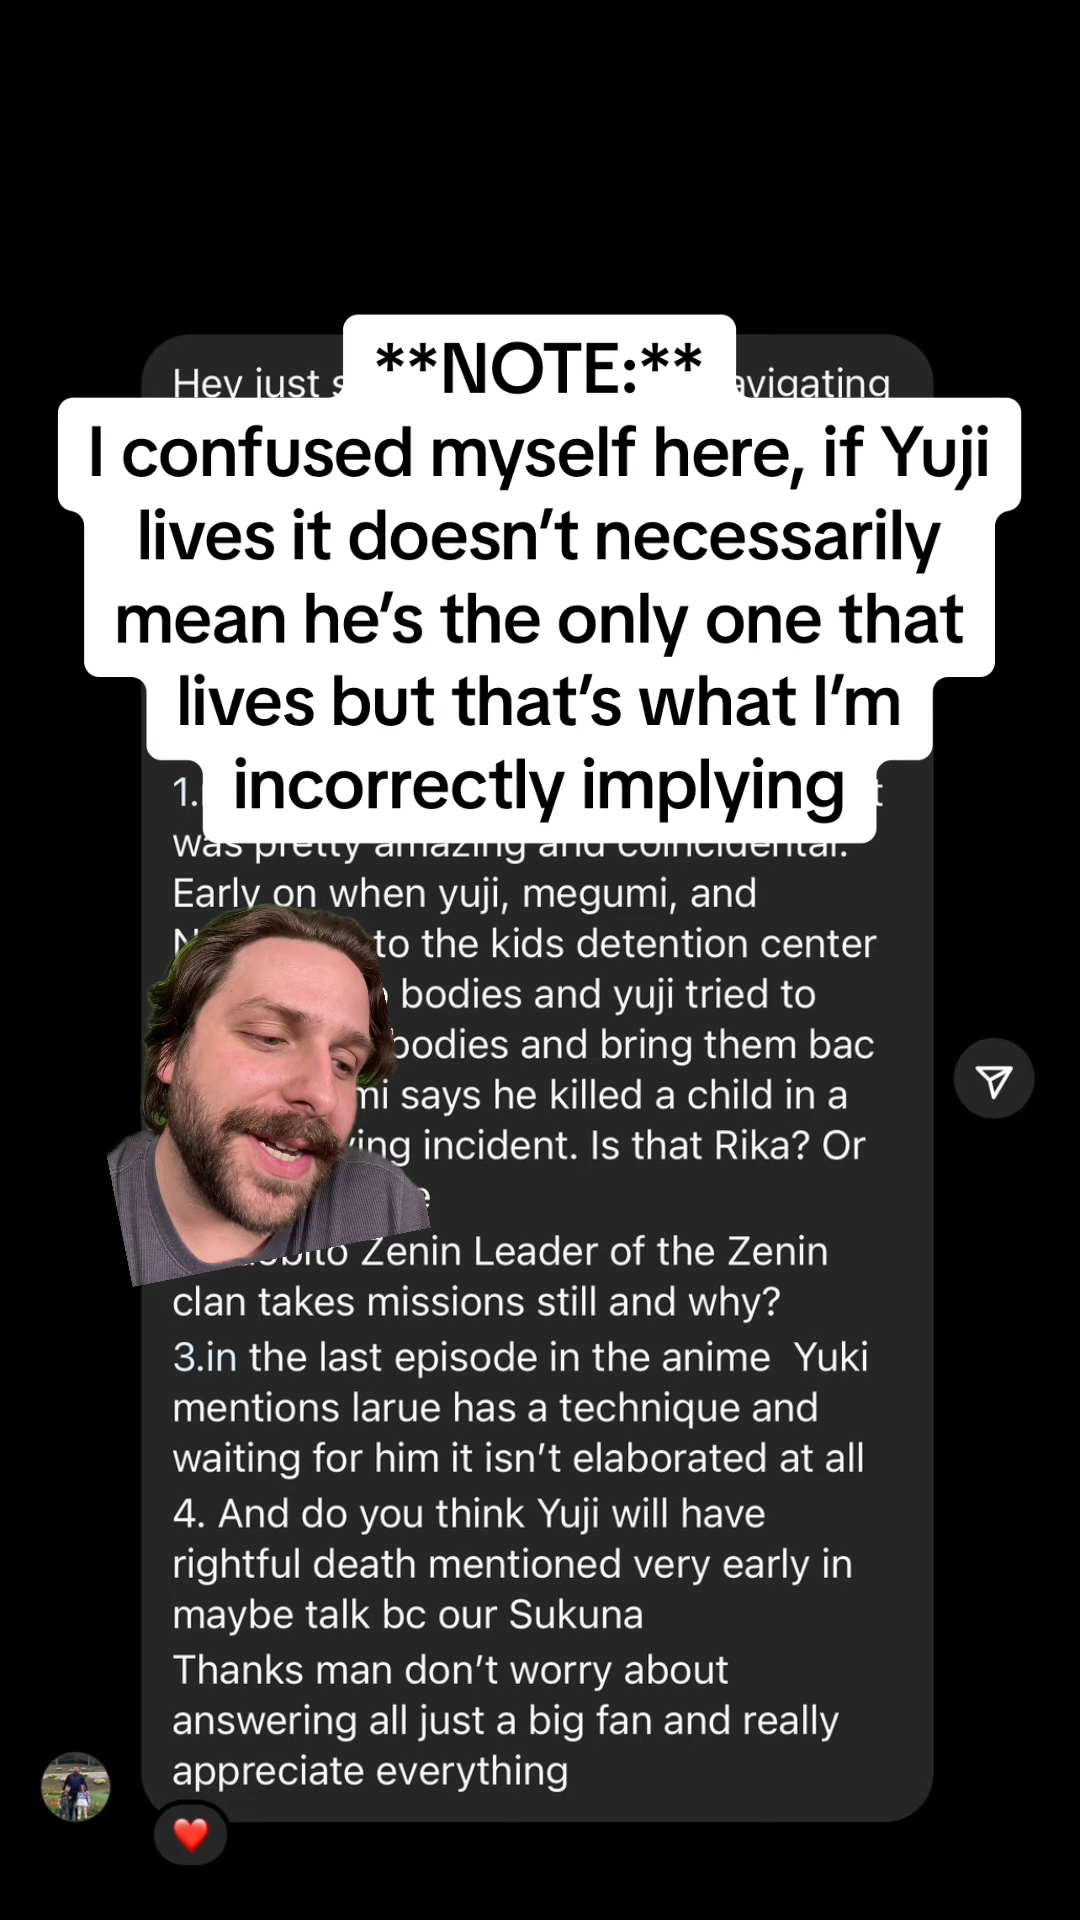 **NOTE:**
I confused myself here, if Yuji
lives it doesn't necessarily
mean he's the only one that
lives but that's what I'm
incorrectly implying
Hey just avigating
1.
was pretty amazing and coincidental.
Early on when yuji, megumi, and
to the kids detention center
bodies and yuji tried to
bodies and bring them bac
mi says he killed a child in a
ing incident. Is that Rika? Or
Zenin Leader of the Zenin
clan takes missions still and why?
3.in the last episode in the anime Yuki
mentions larue has a technique and
waiting for him it isn't elaborated at all
4. And do you think Yuji will have
rightful death mentioned very early in
maybe talk bc our Sukuna
Thanks man don't worry about
answering all just a big fan and really
appreciate everything